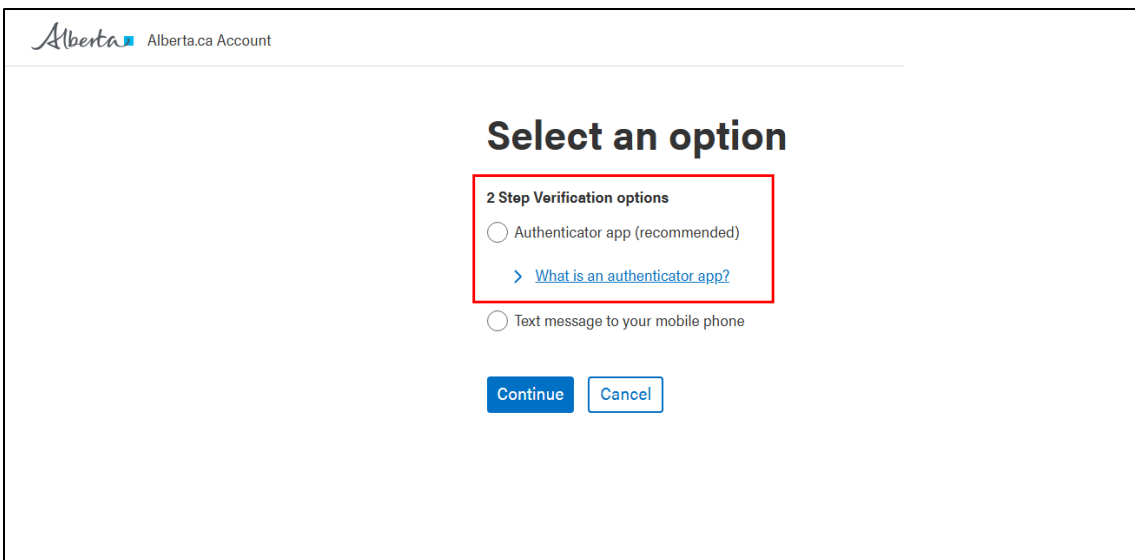 Alberta Alberta.ca Account
Select an option
2 Step Verification options
Authenticator app (recommended)
What is an authenticator app?
Text message to your mobile phone
Continue Cancel